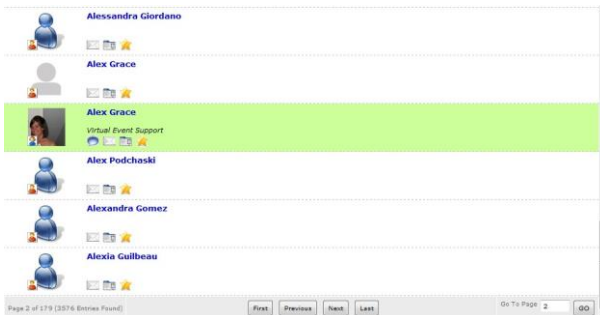 Alessandra Giordano
Alex Grace
Alex Grace
Virtual Event Support
Alex Podchaski
Alexandra Gomez
Alexia Guilbeau
Page 2 of 179 (3576 Entries Found) First Previous Next Last Go To Page 2 GO